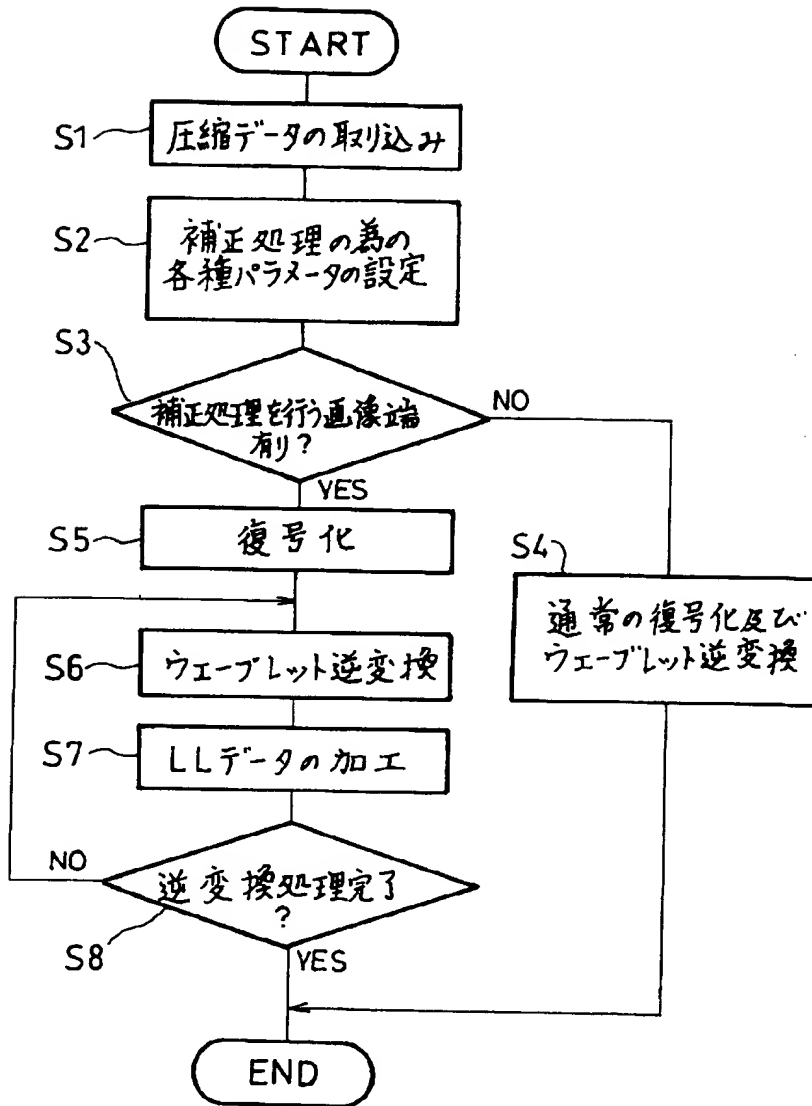 START
S1
圧縮データの取り込み
S2
補正処理の為の
各種パラメータの設定
S3
補正処理を行う画像端
有り?
NO
YES
S5
復号化
S4
通常の復号化及び
ウェーブレット逆変換
S6
ウェーブレット逆変換
S7
LLデータの加工
NO
逆変換処理完了
?
S8
YES
END